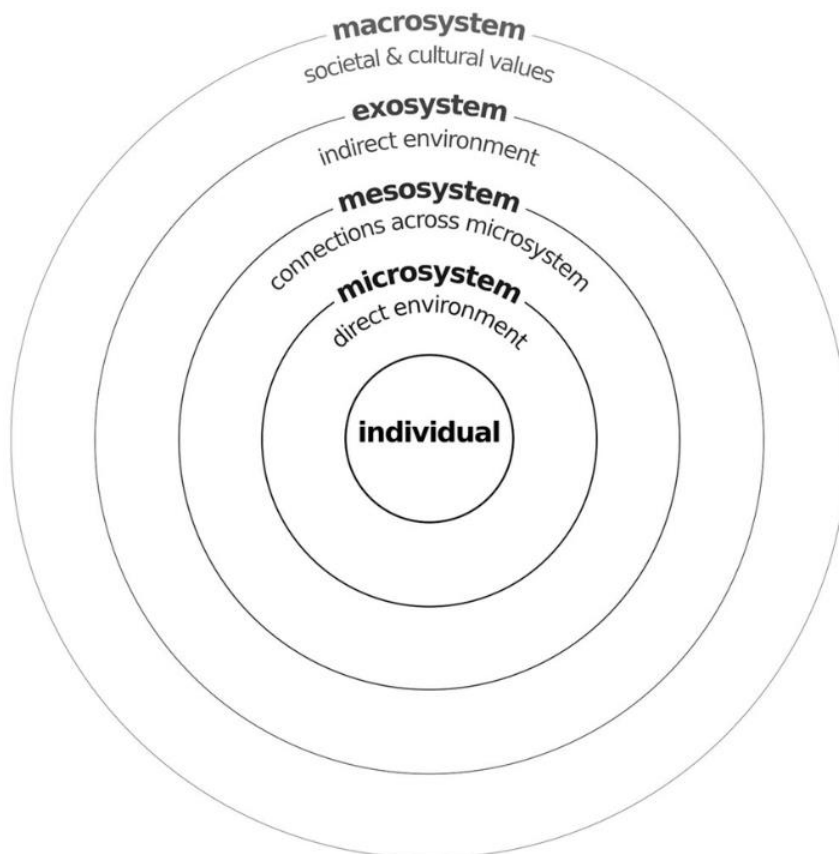 macrosystem
societal & cultural values
exosystem
indirect environment
mesosystem
connections across microsystem
microsystem
direct environment
individual